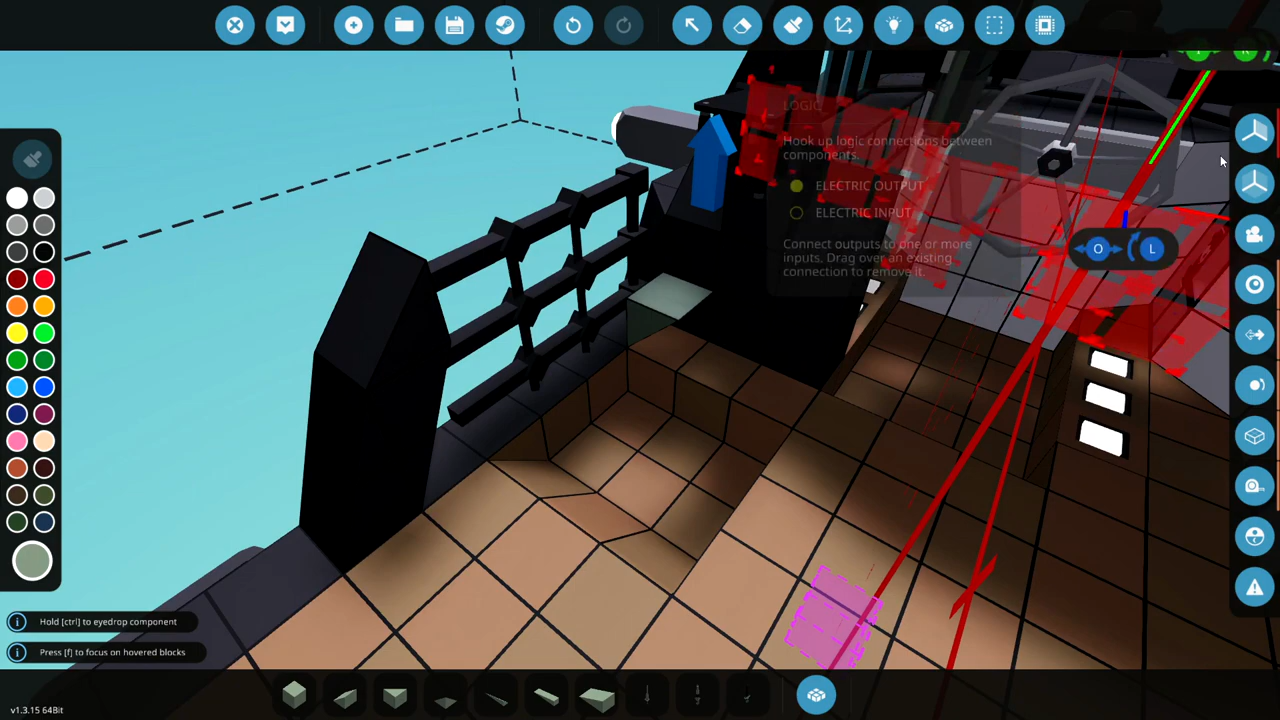 LOGIC
Hook up logic connections between
components.
ELECTRIC OUTPUT
ELECTRIC INPUT
Connect outputs to one or more
inputs. Drag over an existing
connection to remove it.
O L
Hold [ctrl] to eyedrop component
Press [f] to focus on hovered blocks
v1.3.15 64Bit